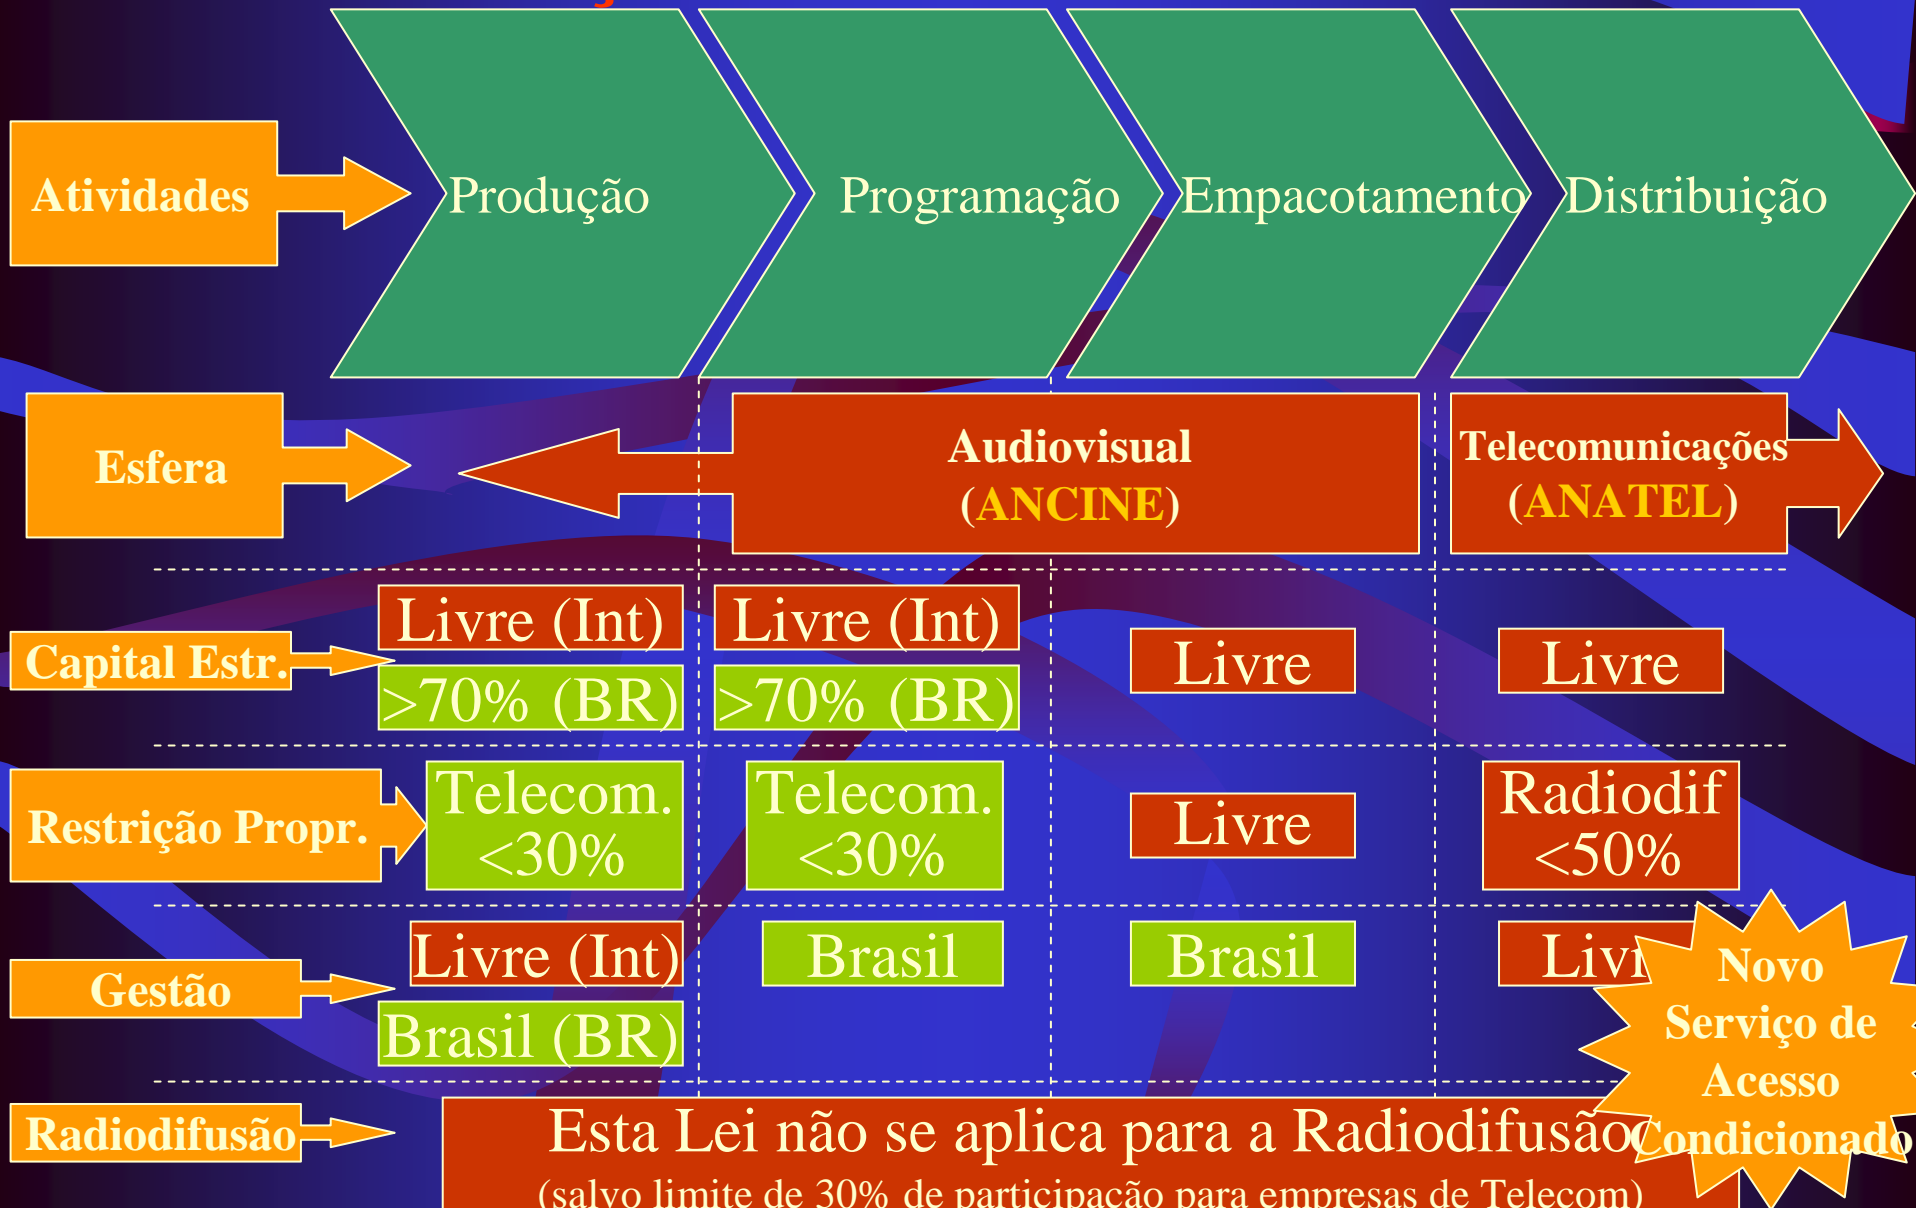 Atividades
Produção
Programação
Empacotamento
Distribuição
Esfera
Audiovisual
(ANCINE)
Telecomunicações
(ANATEL)
Capital Estr.
Livre (Int)
>70% (BR)
Livre (Int)
>70% (BR)
Livre
Livre
Restrição Propr.
Telecom.
<30%
Telecom.
<30%
Livre
Radiodif
<50%
Gestão
Livre (Int)
Brasil (BR)
Brasil
Brasil
Novo
Serviço de
Acesso
Condicionado
Radiodifusão
Esta Lei não se aplica para a Radiodifusão
(salvo limite de 30% de participação para empresas de Telecom)